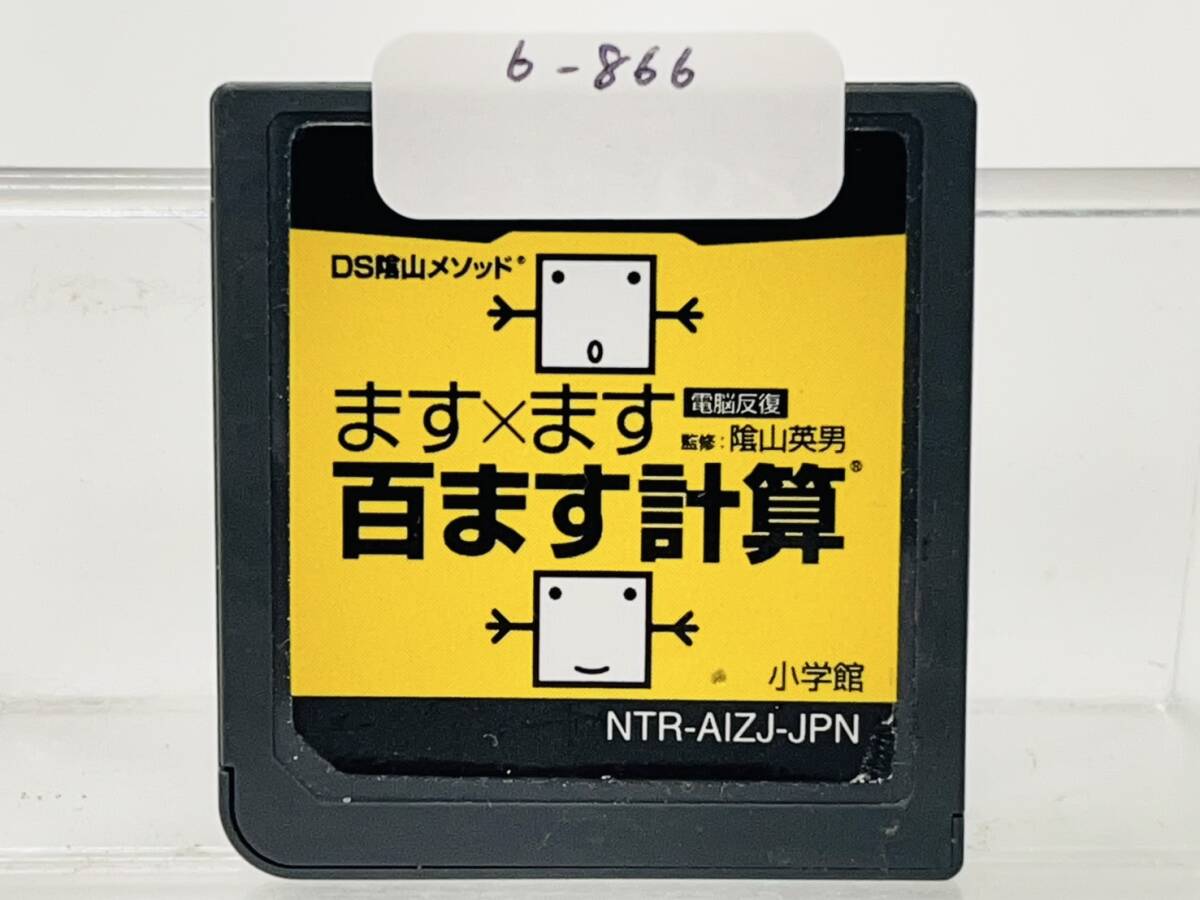 6-866
DS陰山メソッド®
ます×ます
電脳反復
監修:陰山英男
百ます計算®
小学館
NTR-AIZJ-JPN